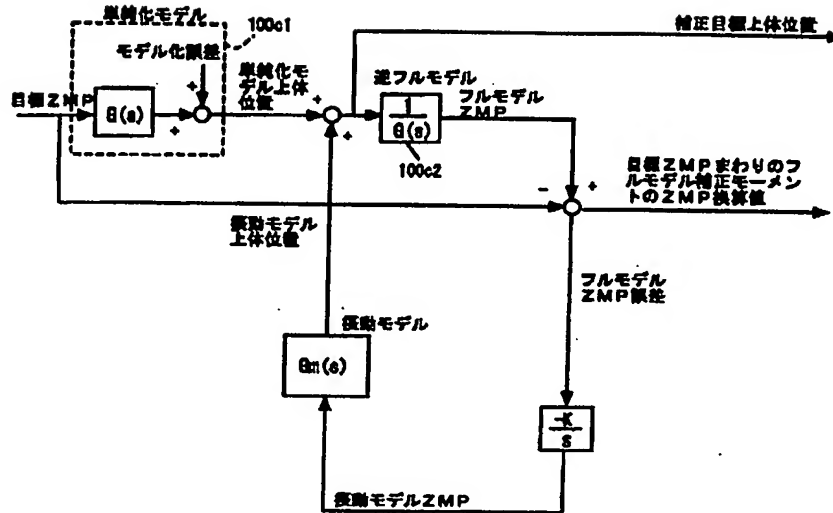 単純化モデル
100c1
モデル化誤差
+
目標ZMP
G(s)
+
単純化モ
デル上体
位置
+
+
逆フルモデル
1
G(s)
100c2
フルモデル
ZMP
補正目標上体位置
-
+
目標ZMPまわりのフ
ルモデル補正モーメン
トのZMP換算値
摂動モデル
上体位置
フルモデル
ZMP誤差
摂動モデル
Gm(s)
-K
s
摂動モデルZMP